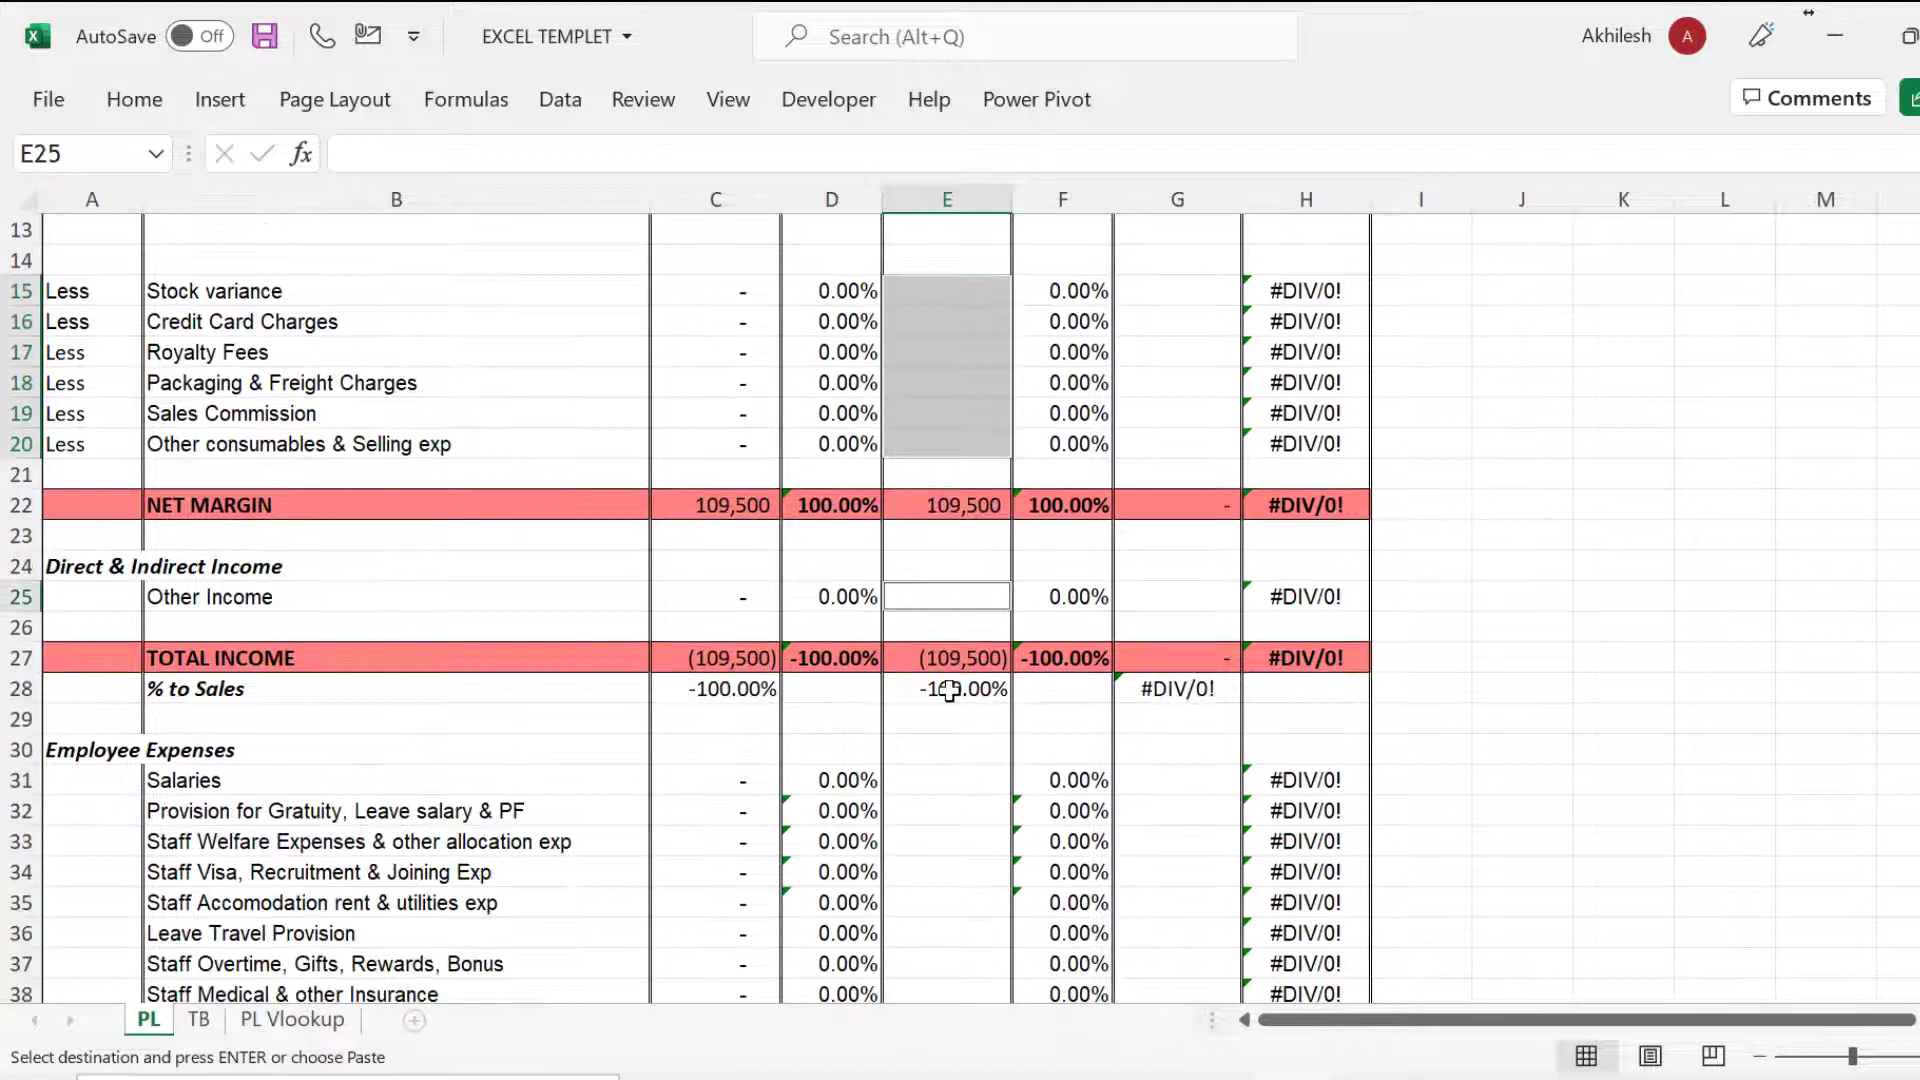 AutoSave Off EXCEL TEMPLET Search (Alt+Q) Akhilesh A
File Home Insert Page Layout Formulas Data Review View Developer Help Power Pivot Comments
E25 fx
A B C D E F G H I J K L M
13
14
15 Less Stock variance - 0.00% 0.00% #DIV/0!
16 Less Credit Card Charges - 0.00% 0.00% #DIV/0!
17 Less Royalty Fees - 0.00% 0.00% #DIV/0!
18 Less Packaging & Freight Charges - 0.00% 0.00% #DIV/0!
19 Less Sales Commission - 0.00% 0.00% #DIV/0!
20 Less Other consumables & Selling exp - 0.00% 0.00% #DIV/0!
21
22 NET MARGIN 109,500 100.00% 109,500 100.00% - #DIV/0!
23
24 Direct & Indirect Income
25 Other Income - 0.00% 0.00% #DIV/0!
26
27 TOTAL INCOME (109,500) -100.00% (109,500) -100.00% - #DIV/0!
28 % to Sales -100.00% #DIV/0!
29
30 Employee Expenses
31 Salaries - 0.00% 0.00% #DIV/0!
32 Provision for Gratuity, Leave salary & PF - 0.00% 0.00% #DIV/0!
33 Staff Welfare Expenses & other allocation exp - 0.00% 0.00% #DIV/0!
34 Staff Visa, Recruitment & Joining Exp - 0.00% 0.00% #DIV/0!
35 Staff Accomodation rent & utilities exp - 0.00% 0.00% #DIV/0!
36 Leave Travel Provision - 0.00% 0.00% #DIV/0!
37 Staff Overtime, Gifts, Rewards, Bonus - 0.00% 0.00% #DIV/0!
38 Staff Medical & other Insurance - 0.00% 0.00% #DIV/0!
PL TB PL Vlookup
Select destination and press ENTER or choose Paste